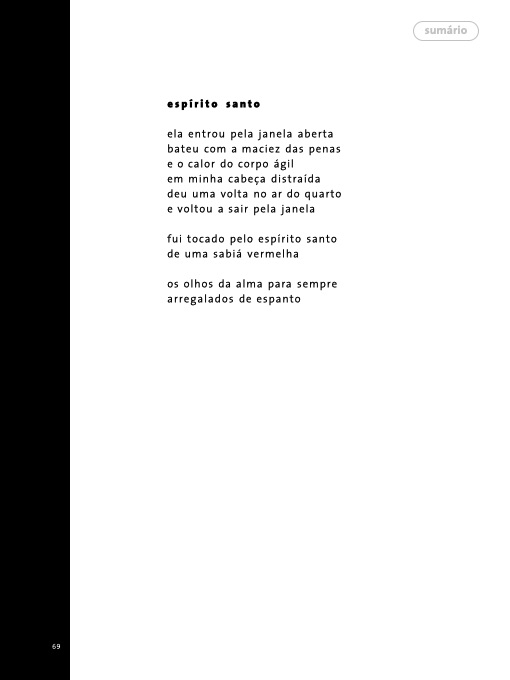 sumário
espírito santo
ela entrou pela janela aberta
bateu com a maciez das penas
e o calor do corpo ágil
em minha cabeça distraída
deu uma volta no ar do quarto
e voltou a sair pela janela
fui tocado pelo espírito santo
de uma sabiá vermelha
os olhos da alma para sempre
arregalados de espanto
69